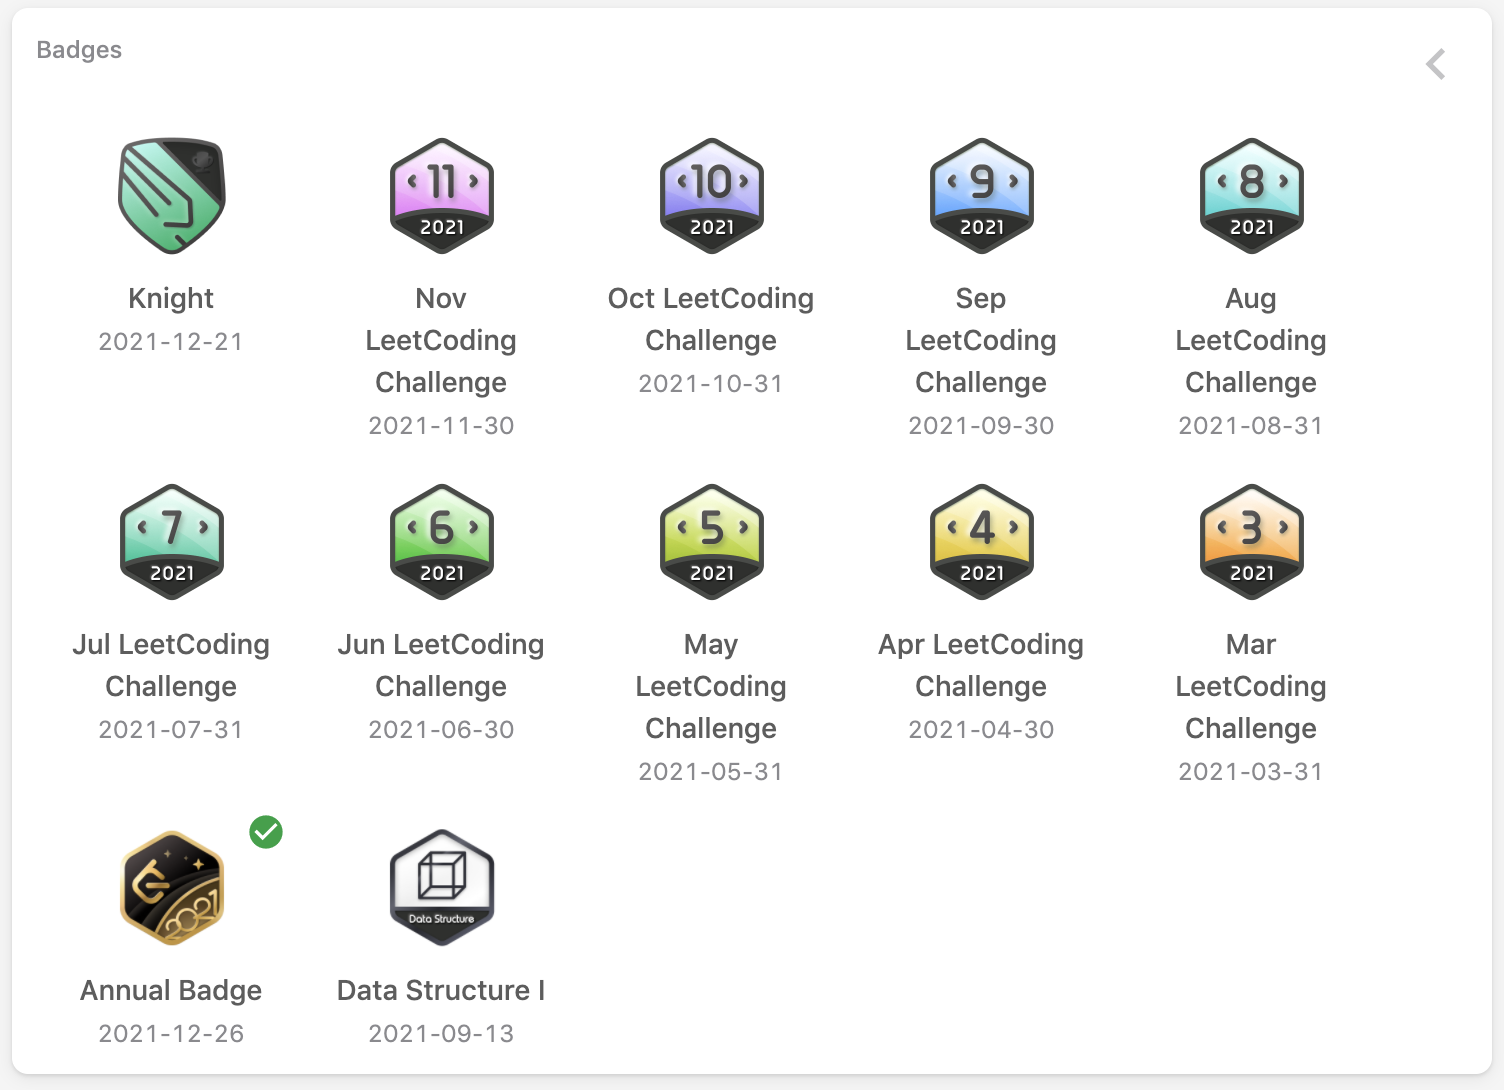 Badges
‹ 11 ›
2021
‹ 10 ›
2021
‹ 9 ›
2021
‹ 8 ›
2021
Knight
2021-12-21
Nov
LeetCoding
Challenge
2021-11-30
Oct LeetCoding
Challenge
2021-10-31
Sep
LeetCoding
Challenge
2021-09-30
Aug
LeetCoding
Challenge
2021-08-31
‹ 7 ›
2021
‹ 6 ›
2021
‹ 5 ›
2021
‹ 4 ›
2021
‹ 3 ›
2021
Jul LeetCoding
Challenge
2021-07-31
Jun LeetCoding
Challenge
2021-06-30
May
LeetCoding
Challenge
2021-05-31
Apr LeetCoding
Challenge
2021-04-30
Mar
LeetCoding
Challenge
2021-03-31
2021
Data Structure
Annual Badge
2021-12-26
Data Structure I
2021-09-13